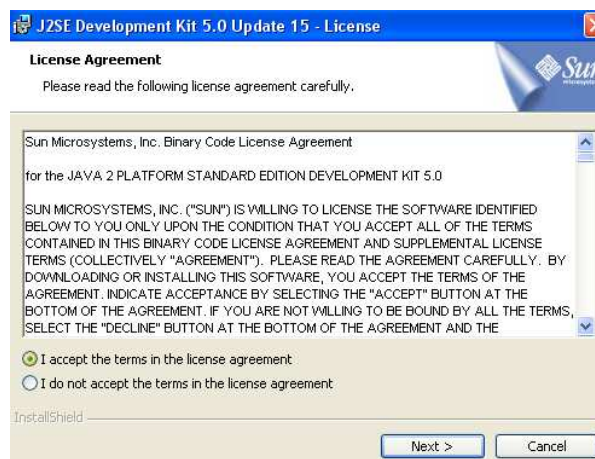 J2SE Development Kit 5.0 Update 15 - License
License Agreement
Please read the following license agreement carefully.
Sun
microsystems
Sun Microsystems, Inc. Binary Code License Agreement
for the JAVA 2 PLATFORM STANDARD EDITION DEVELOPMENT KIT 5.0
SUN MICROSYSTEMS, INC. ("SUN") IS WILLING TO LICENSE THE SOFTWARE IDENTIFIED
BELOW TO YOU ONLY UPON THE CONDITION THAT YOU ACCEPT ALL OF THE TERMS
CONTAINED IN THIS BINARY CODE LICENSE AGREEMENT AND SUPPLEMENTAL LICENSE
TERMS (COLLECTIVELY "AGREEMENT"). PLEASE READ THE AGREEMENT CAREFULLY. BY
DOWNLOADING OR INSTALLING THIS SOFTWARE, YOU ACCEPT THE TERMS OF THE
AGREEMENT. INDICATE ACCEPTANCE BY SELECTING THE "ACCEPT" BUTTON AT THE
BOTTOM OF THE AGREEMENT. IF YOU ARE NOT WILLING TO BE BOUND BY ALL THE TERMS,
SELECT THE "DECLINE" BUTTON AT THE BOTTOM OF THE AGREEMENT AND THE
I accept the terms in the license agreement
I do not accept the terms in the license agreement
InstallShield
Next >
Cancel